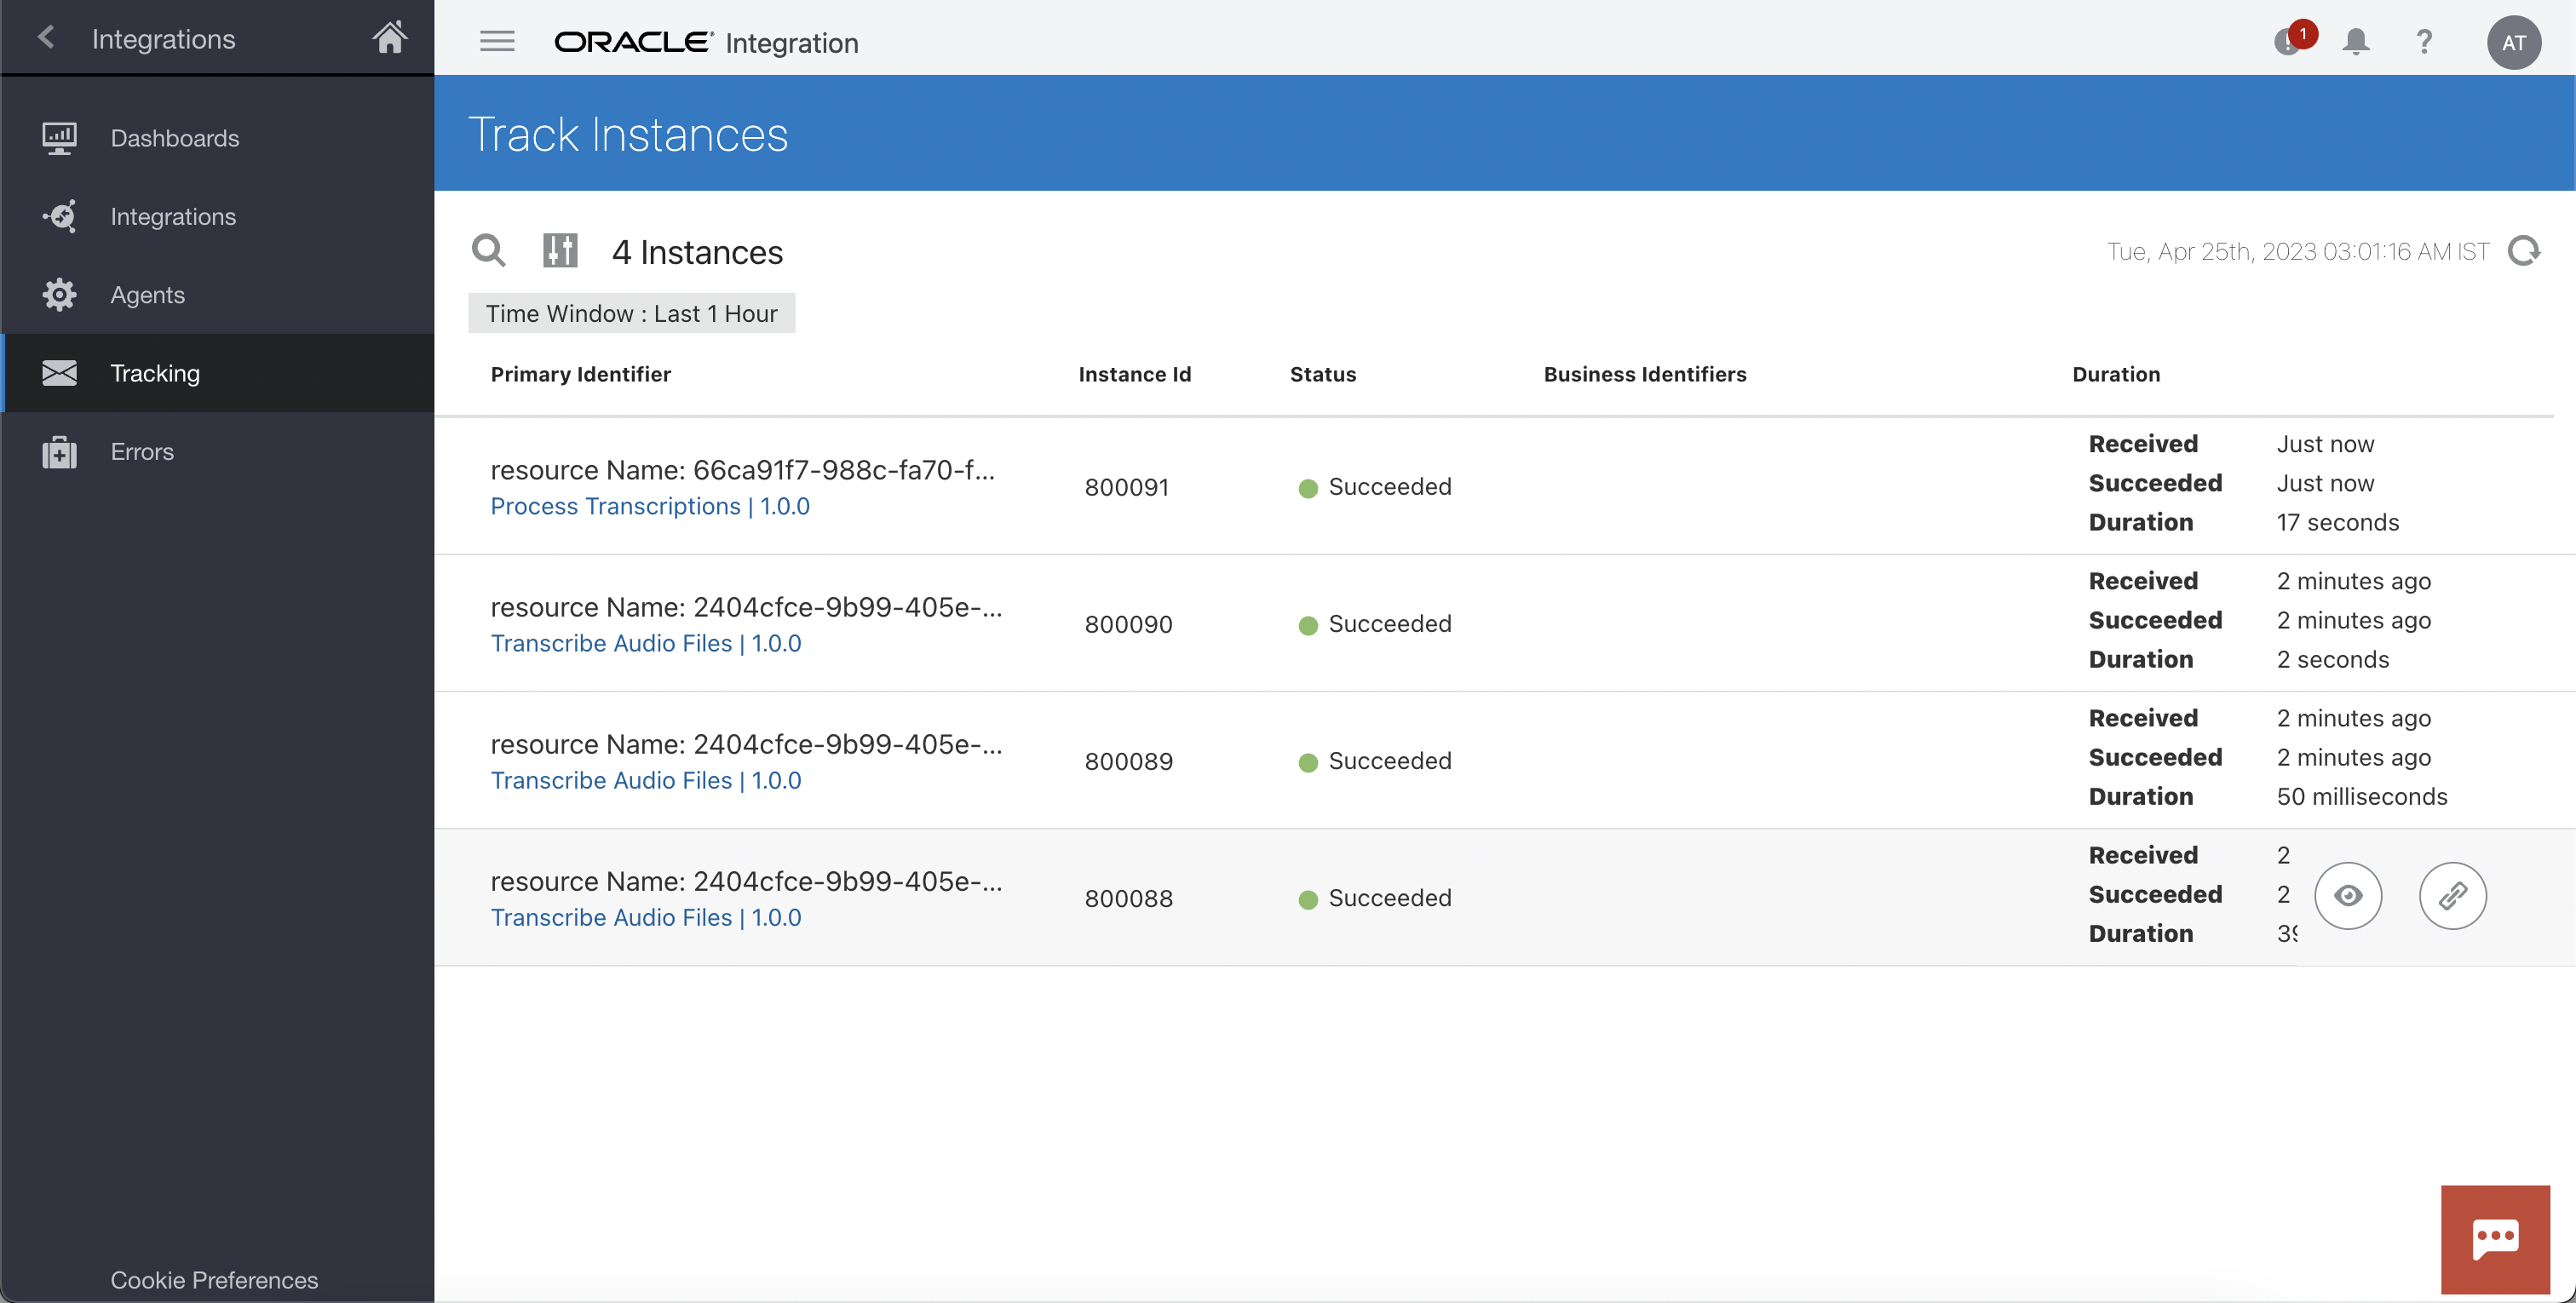 Integrations
Dashboards
Integrations
Agents
Tracking
Errors
Cookie Preferences
ORACLE Integration
1
?
AT
Track Instances
4 Instances
Tue, Apr 25th, 2023 03:01:16 AM IST
Time Window : Last 1 Hour
Primary Identifier Instance Id Status Business Identifiers Duration
resource Name: 66ca91f7-988c-fa70-f...
Process Transcriptions | 1.0.0
800091
Succeeded
Received Just now
Succeeded Just now
Duration 17 seconds
resource Name: 2404cfce-9b99-405e-...
Transcribe Audio Files | 1.0.0
800090
Succeeded
Received 2 minutes ago
Succeeded 2 minutes ago
Duration 2 seconds
resource Name: 2404cfce-9b99-405e-...
Transcribe Audio Files | 1.0.0
800089
Succeeded
Received 2 minutes ago
Succeeded 2 minutes ago
Duration 50 milliseconds
resource Name: 2404cfce-9b99-405e-...
Transcribe Audio Files | 1.0.0
800088
Succeeded
Received 2
Succeeded 2
Duration